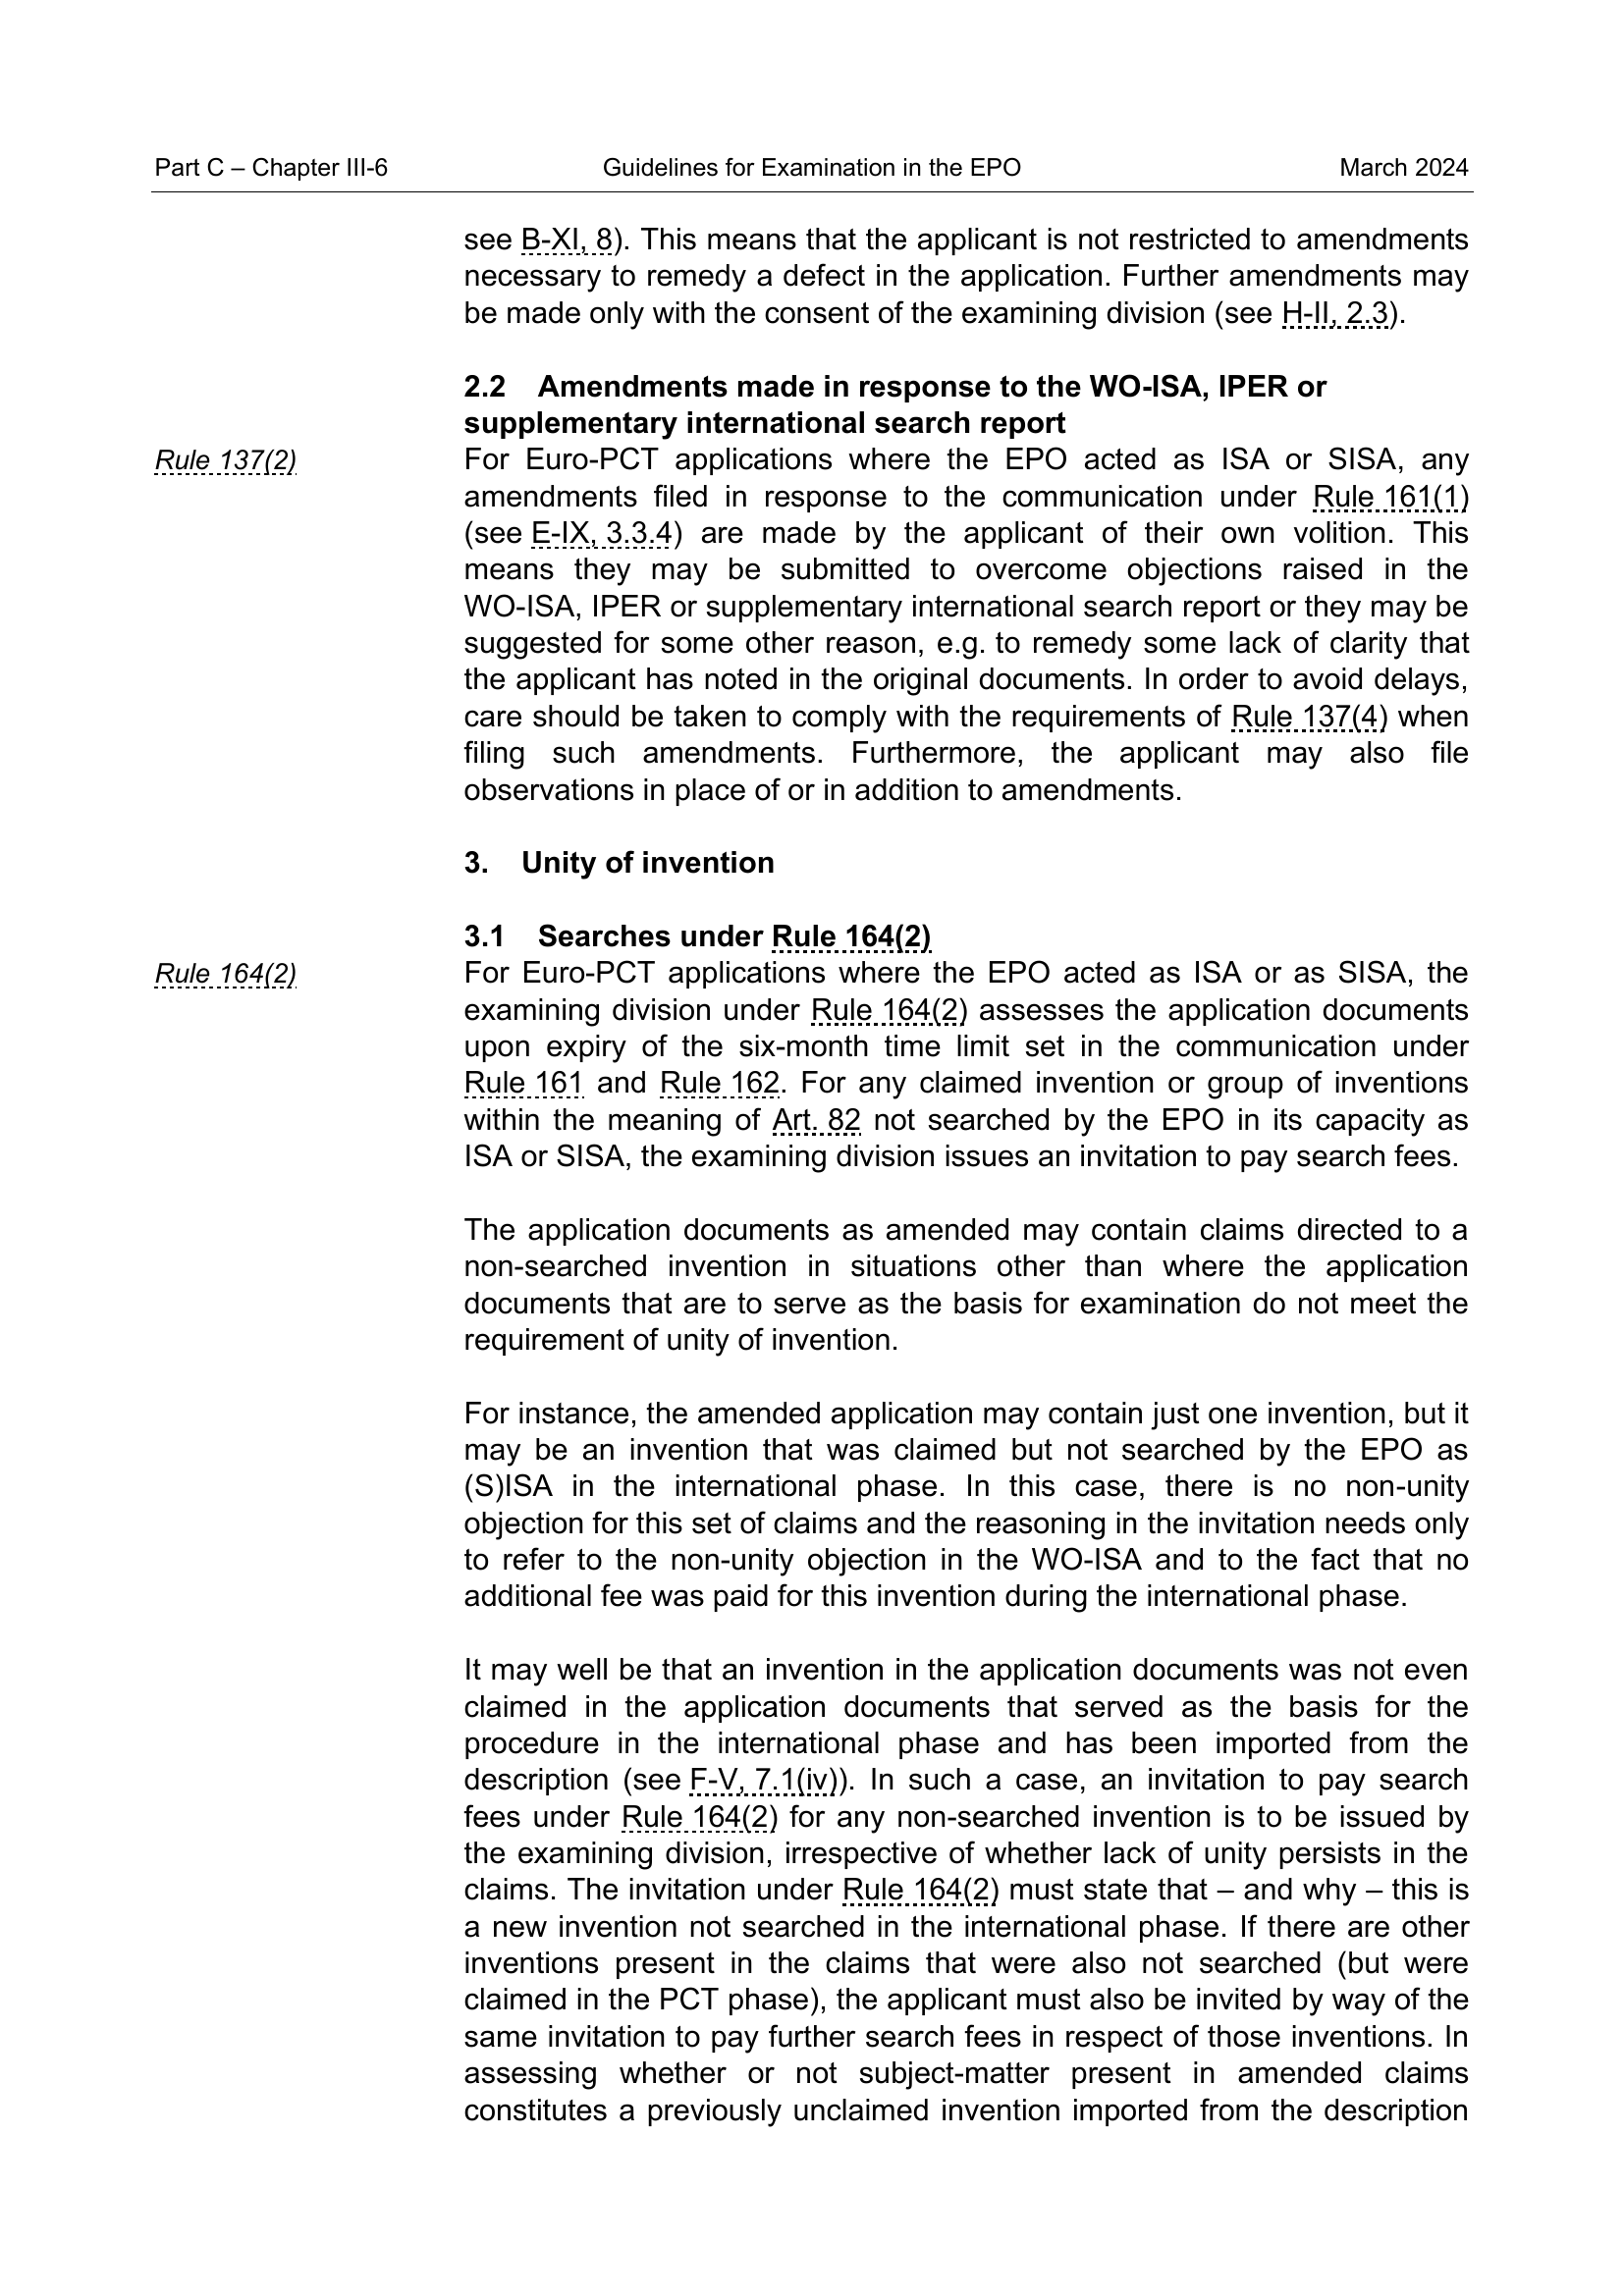 Part C – Chapter III-6 Guidelines for Examination in the EPO March 2024
see B-XI, 8). This means that the applicant is not restricted to amendments
necessary to remedy a defect in the application. Further amendments may
be made only with the consent of the examining division (see H-II, 2.3).
2.2 Amendments made in response to the WO-ISA, IPER or
supplementary international search report
Rule 137(2) For Euro-PCT applications where the EPO acted as ISA or SISA, any
amendments filed in response to the communication under Rule 161(1)
(see E-IX, 3.3.4) are made by the applicant of their own volition. This
means they may be submitted to overcome objections raised in the
WO-ISA, IPER or supplementary international search report or they may be
suggested for some other reason, e.g. to remedy some lack of clarity that
the applicant has noted in the original documents. In order to avoid delays,
care should be taken to comply with the requirements of Rule 137(4) when
filing such amendments. Furthermore, the applicant may also file
observations in place of or in addition to amendments.
3. Unity of invention
3.1 Searches under Rule 164(2)
Rule 164(2) For Euro-PCT applications where the EPO acted as ISA or as SISA, the
examining division under Rule 164(2) assesses the application documents
upon expiry of the six-month time limit set in the communication under
Rule 161 and Rule 162. For any claimed invention or group of inventions
within the meaning of Art. 82 not searched by the EPO in its capacity as
ISA or SISA, the examining division issues an invitation to pay search fees.
The application documents as amended may contain claims directed to a
non-searched invention in situations other than where the application
documents that are to serve as the basis for examination do not meet the
requirement of unity of invention.
For instance, the amended application may contain just one invention, but it
may be an invention that was claimed but not searched by the EPO as
(S)ISA in the international phase. In this case, there is no non-unity
objection for this set of claims and the reasoning in the invitation needs only
to refer to the non-unity objection in the WO-ISA and to the fact that no
additional fee was paid for this invention during the international phase.
It may well be that an invention in the application documents was not even
claimed in the application documents that served as the basis for the
procedure in the international phase and has been imported from the
description (see F-V, 7.1(iv)). In such a case, an invitation to pay search
fees under Rule 164(2) for any non-searched invention is to be issued by
the examining division, irrespective of whether lack of unity persists in the
claims. The invitation under Rule 164(2) must state that – and why – this is
a new invention not searched in the international phase. If there are other
inventions present in the claims that were also not searched (but were
claimed in the PCT phase), the applicant must also be invited by way of the
same invitation to pay further search fees in respect of those inventions. In
assessing whether or not subject-matter present in amended claims
constitutes a previously unclaimed invention imported from the description